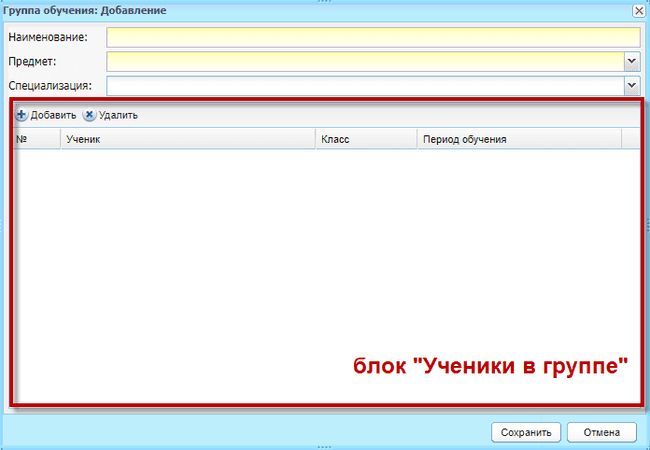 Группа обучения: Добавление
Наименование:
Предмет:
Специализация:
Добавить Удалить
№ Ученик Класс Период обучения
блок "Ученики в группе"
Сохранить Отмена